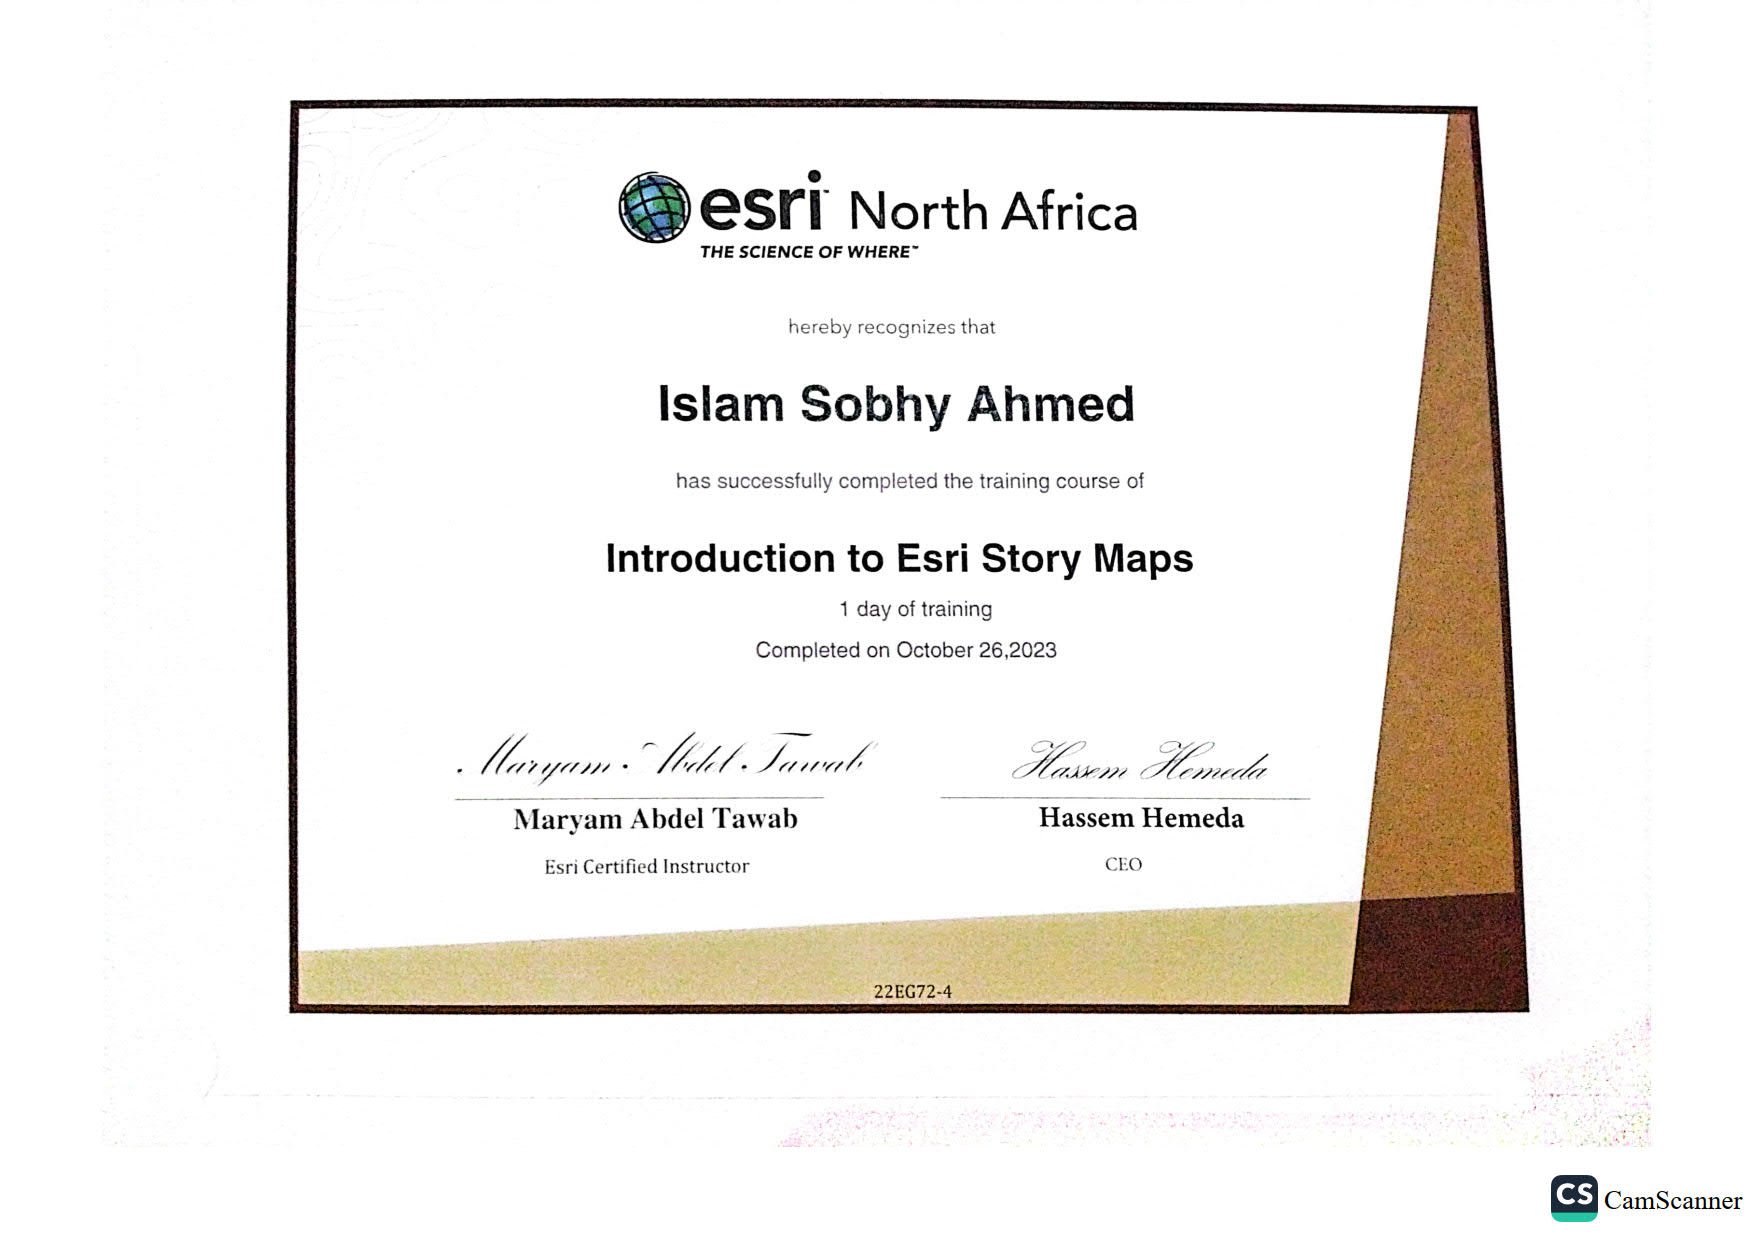 esri™ North Africa
THE SCIENCE OF WHERE™
hereby recognizes that
Islam Sobhy Ahmed
has successfully completed the training course of
Introduction to Esri Story Maps
1 day of training
Completed on October 26,2023
Maryam Abdel Tawab Hassem Hemeda
Maryam Abdel Tawab Hassem Hemeda
Esri Certified Instructor CEO
22EG72-4
CS CamScanner